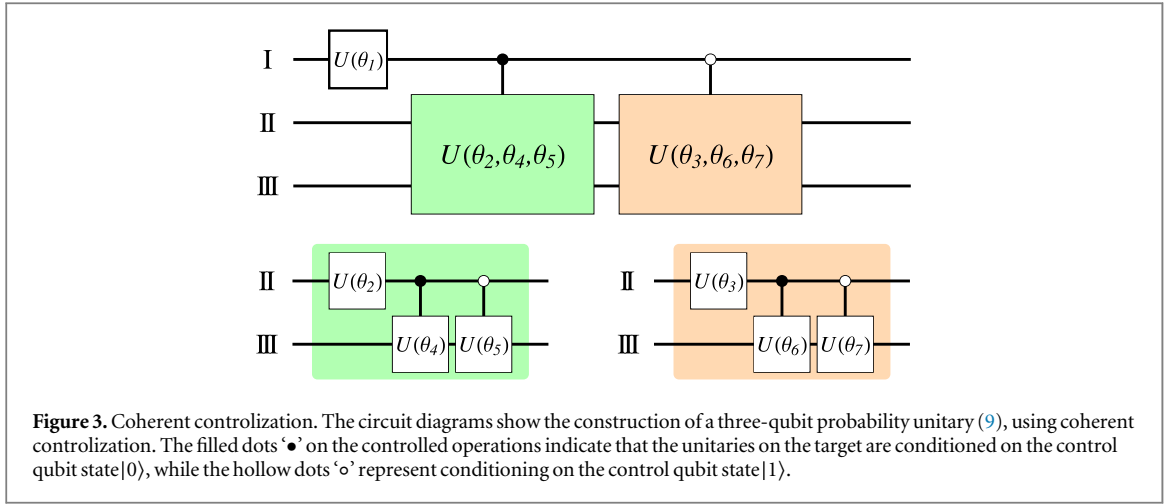 I
U(θ1)
II
U(θ2,θ4,θ5)
U(θ3,θ6,θ7)
III
II
U(θ2)
II
U(θ3)
III
U(θ4)
U(θ5)
III
U(θ6)
U(θ7)
Figure 3. Coherent controlization. The circuit diagrams show the construction of a three-qubit probability unitary (9), using coherent
controlization. The filled dots ‘•’ on the controlled operations indicate that the unitaries on the target are conditioned on the control
qubit state|0⟩, while the hollow dots ‘∘’ represent conditioning on the control qubit state|1⟩.